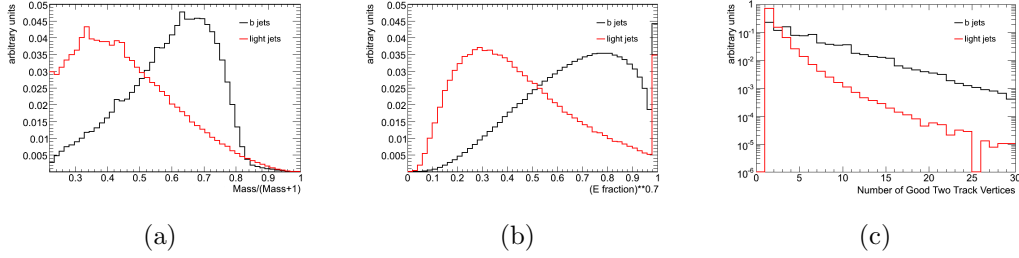 arbitrary units
0.05
0.045
0.04
0.035
0.03
0.025
0.02
0.015
0.01
0.005
b jets
light jets
0.3 0.4 0.5 0.6 0.7 0.8 0.9 1
Mass/(Mass+1)
(a)
arbitrary units
0.05
0.045
0.04
0.035
0.03
0.025
0.02
0.015
0.01
0.005
b jets
light jets
0 0.1 0.2 0.3 0.4 0.5 0.6 0.7 0.8 0.9 1
(E fraction)**0.7
(b)
arbitrary units
1
10-1
10-2
10-3
10-4
10-5
10-6
b jets
light jets
0 5 10 15 20 25 30
Number of Good Two Track Vertices
(c)